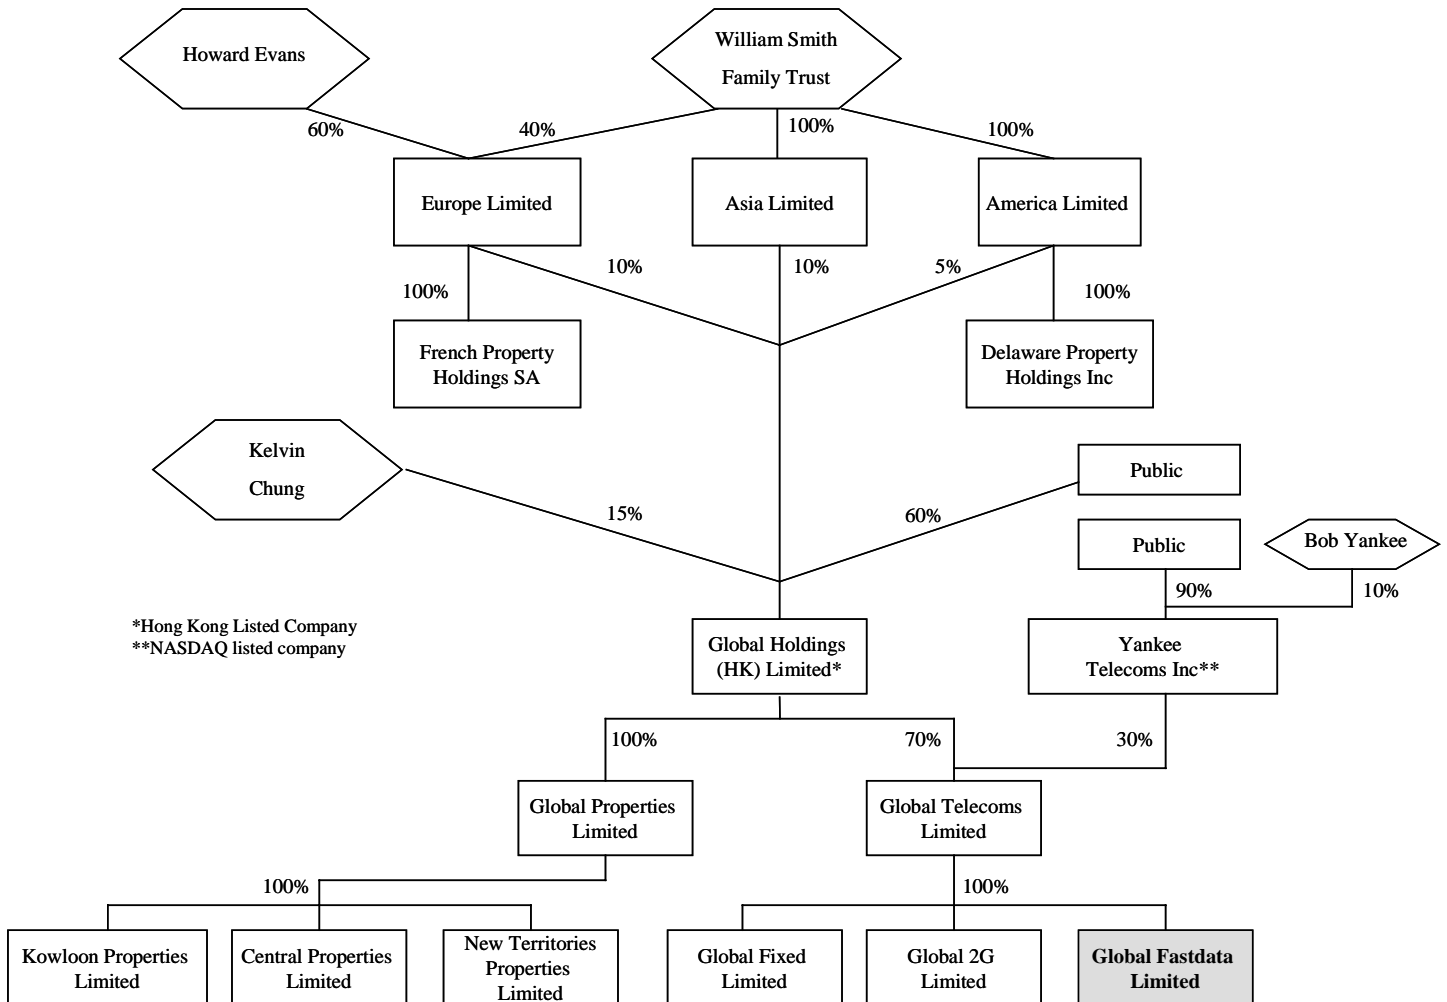 Howard Evans
William Smith
Family Trust
60%
40%
100%
100%
Europe Limited
Asia Limited
America Limited
10%
10%
5%
100%
100%
French Property
Holdings SA
Delaware Property
Holdings Inc
Kelvin
Chung
Public
15%
60%
Public
Bob Yankee
90%
10%
*Hong Kong Listed Company
**NASDAQ listed company
Global Holdings
(HK) Limited*
Yankee
Telecoms Inc**
100%
70%
30%
Global Properties
Limited
Global Telecoms
Limited
100%
100%
Kowloon Properties
Limited
Central Properties
Limited
New Territories
Properties
Limited
Global Fixed
Limited
Global 2G
Limited
Global Fastdata
Limited